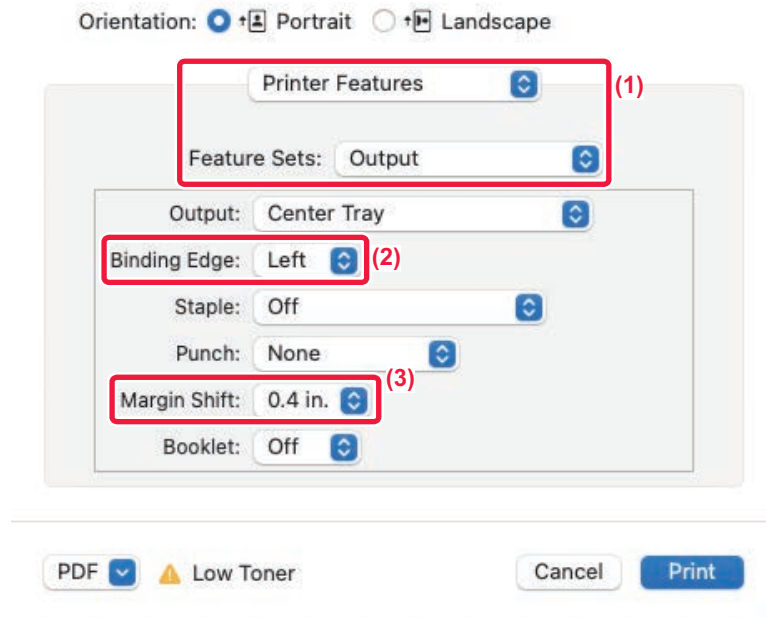 Orientation: Portrait Landscape
Printer Features (1)
Feature Sets: Output
Output: Center Tray
Binding Edge: Left (2)
Staple: Off
Punch: None
(3)
Margin Shift: 0.4 in.
Booklet: Off
PDF Low Toner Cancel Print